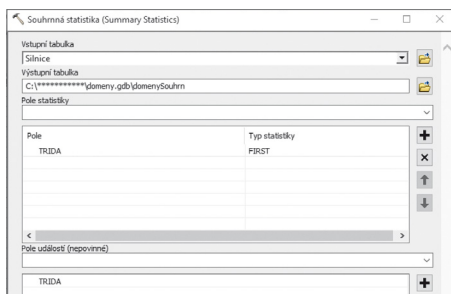 Souhrnná statistika (Summary Statistics)
Vstupní tabulka
Silnice
Výstupní tabulka
C:\***********\domeny.gdb\domenySouhrn
Pole statistiky
Pole Typ statistiky
TRIDA FIRST
Pole událostí (nepovinné)
TRIDA